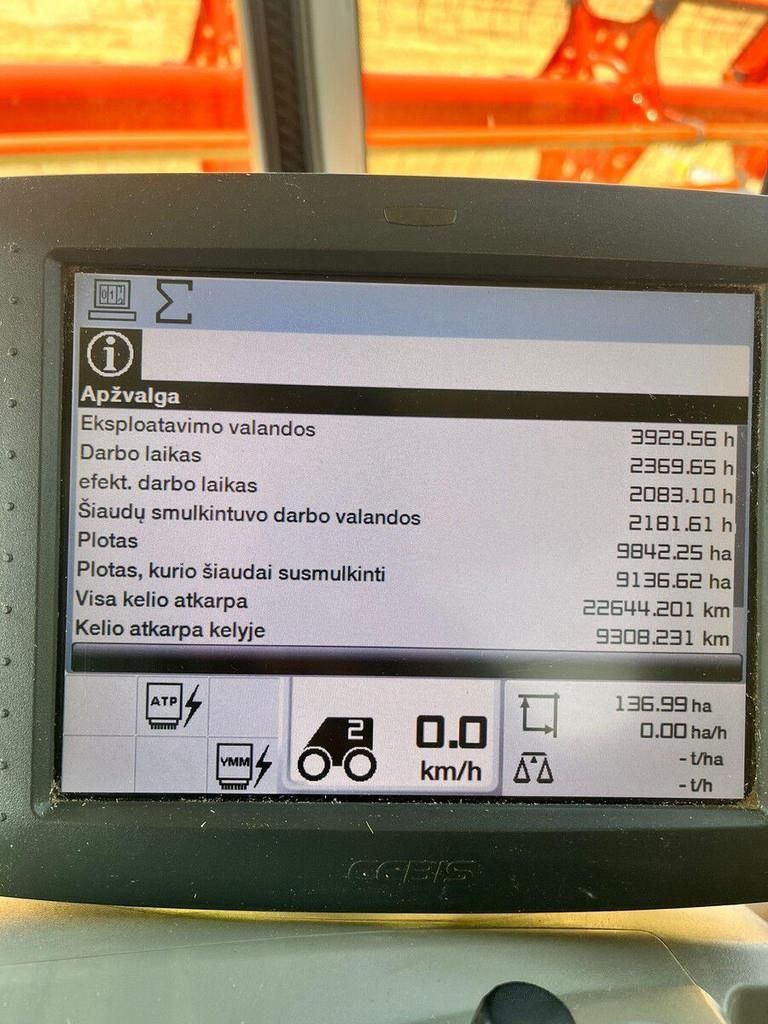 Apžvalga
Eksploatavimo valandos 3929.56 h
Darbo laikas 2369.65 h
efekt. darbo laikas 2083.10 h
Šiaudų smulkintuvo darbo valandos 2181.61 h
Plotas 9842.25 ha
Plotas, kurio šiaudai susmulkinti 9136.62 ha
Visa kelio atkarpa 22644.201 km
Kelio atkarpa kelyje 9308.231 km
ATP
YMM
2
0.0
km/h
136.99 ha
0.00 ha/h
- t/ha
- t/h
CEBIS